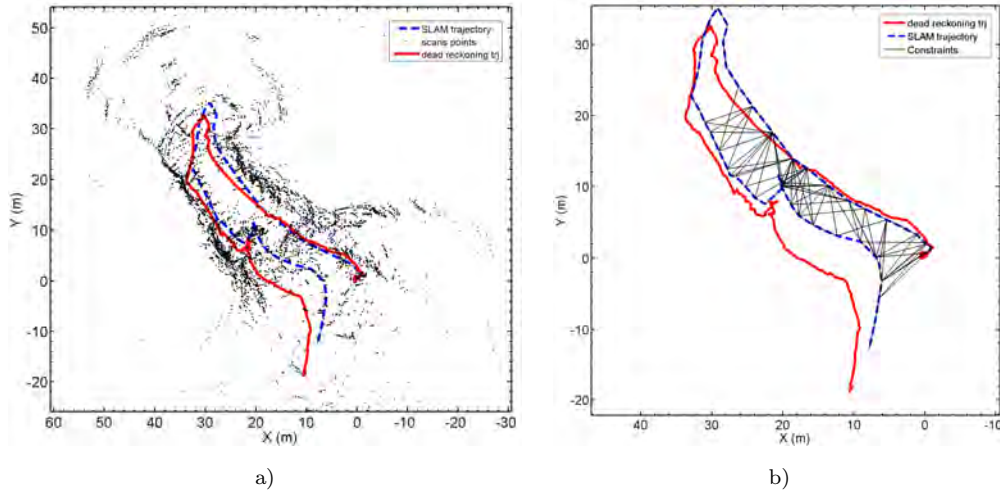 SLAM trajectory
scans points
dead reckoning trj
50
40
30
20
10
0
-10
-20
Y (m)
60 50 40 30 20 10 0 -10 -20 -30
X (m)
a)
dead reckoning trj
SLAM trajectory
Constraints
30
20
10
0
-10
-20
Y (m)
40 30 20 10 0 -10
X (m)
b)